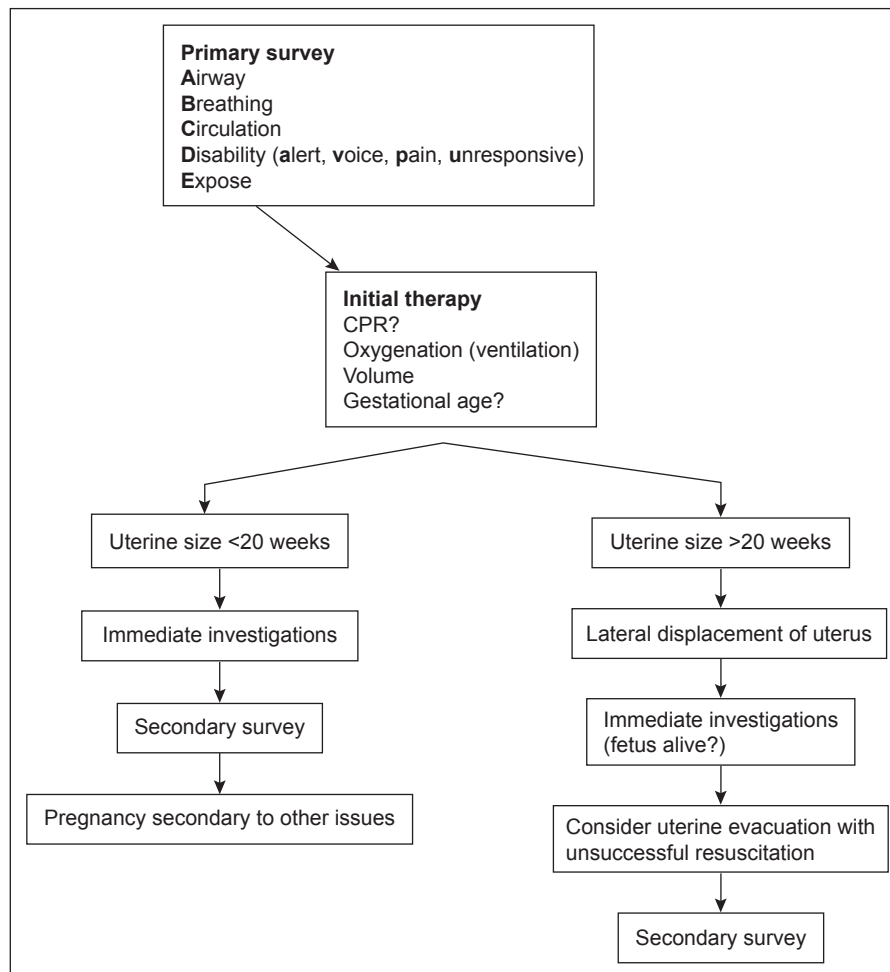 Primary survey
Airway
Breathing
Circulation
Disability (alert, voice, pain, unresponsive)
Expose
Initial therapy
CPR?
Oxygenation (ventilation)
Volume
Gestational age?
Uterine size <20 weeks
Immediate investigations
Secondary survey
Pregnancy secondary to other issues
Uterine size >20 weeks
Lateral displacement of uterus
Immediate investigations
(fetus alive?)
Consider uterine evacuation with
unsuccessful resuscitation
Secondary survey